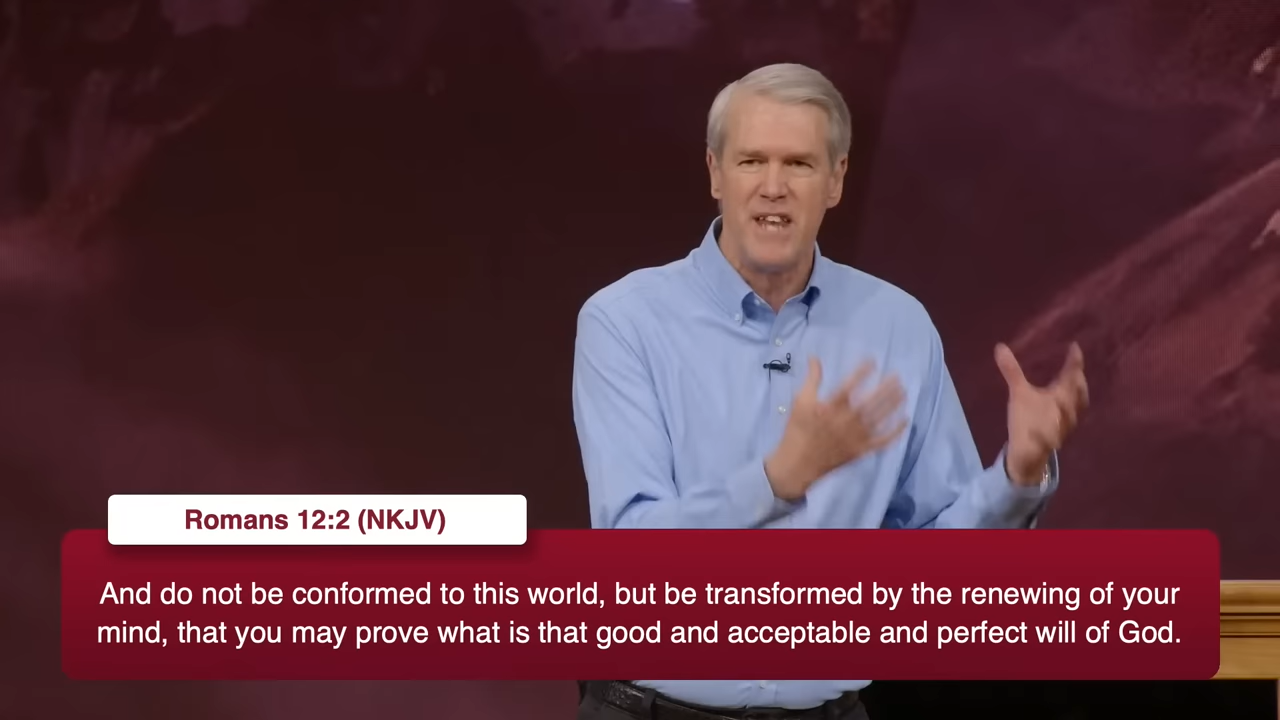 Romans 12:2 (NKJV)
And do not be conformed to this world, but be transformed by the renewing of your
mind, that you may prove what is that good and acceptable and perfect will of God.